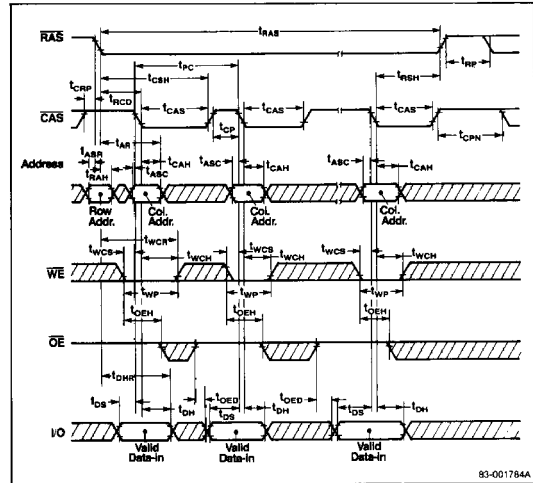 RAS
tRAS
tPC
tCSH
tRSH
tRP
tCRP
tRCD
CAS
tCAS
tCAS
tCAS
tCP
tCPN
tAR
tASR
tCAH
tASC
tCAH
tASC
tCAH
Address
tRAH
tASC
Row
Addr.
Col.
Addr.
Col.
Addr.
Col.
Addr.
tWCR
tWCS
tWCH
tWCS
tWCH
tWCS
tWCH
WE
tWP
tWP
tWP
tOEH
tOEH
tOEH
OE
tDHR
tDS
tDH
tOED
tDS
tDH
tOED
tDS
tDH
I/O
Valid
Data-In
Valid
Data-In
Valid
Data-In
83-001784A